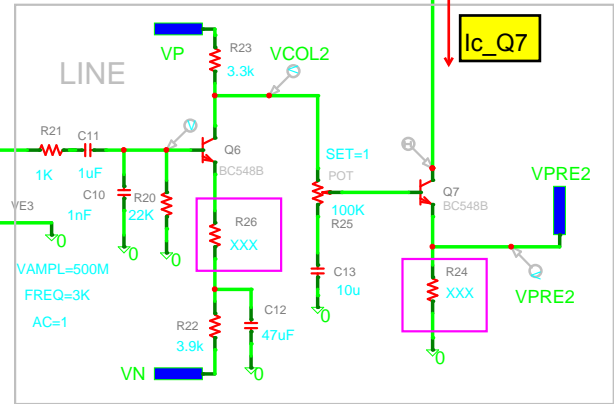 Ic_Q7
VP
R23
3.3k
VCOL2
LINE
V
R21
1K
C11
1uF
C10
1nF
R20
22K
Q6
BC548B
SET=1
POT
100K
R25
Q7
BC548B
VPRE2
VE3
0
0
0
R26
XXX
VAMPL=500M
FREQ=3K
AC=1
C13
10u
0
R24
XXX
VPRE2
R22
3.9k
C12
47uF
0
0
VN